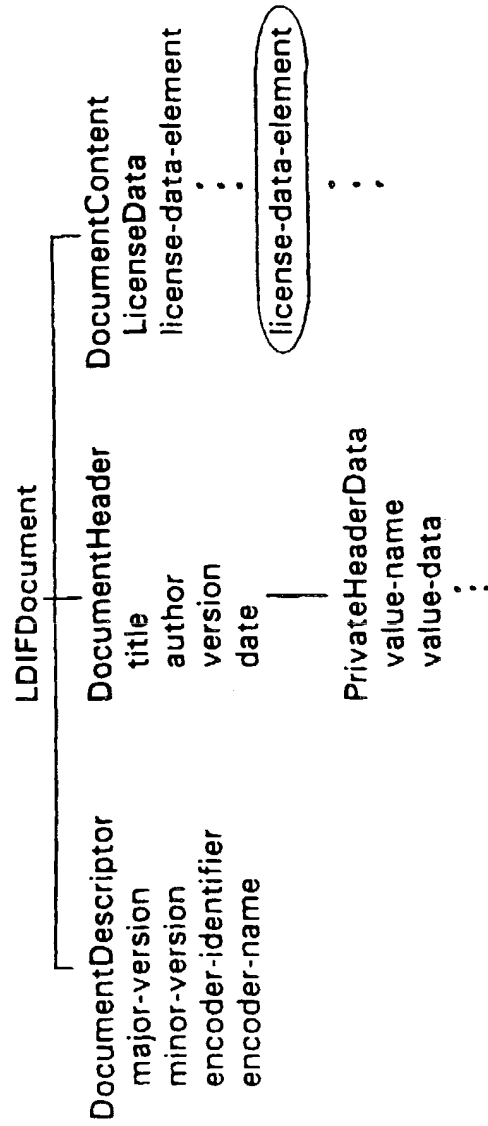 LDIFDocument
DocumentDescriptor
major-version
minor-version
encoder-identifier
encoder-name
DocumentHeader
title
author
version
date
PrivateHeaderData
value-name
value-data
DocumentContent
LicenseData
license-data-element
license-data-element